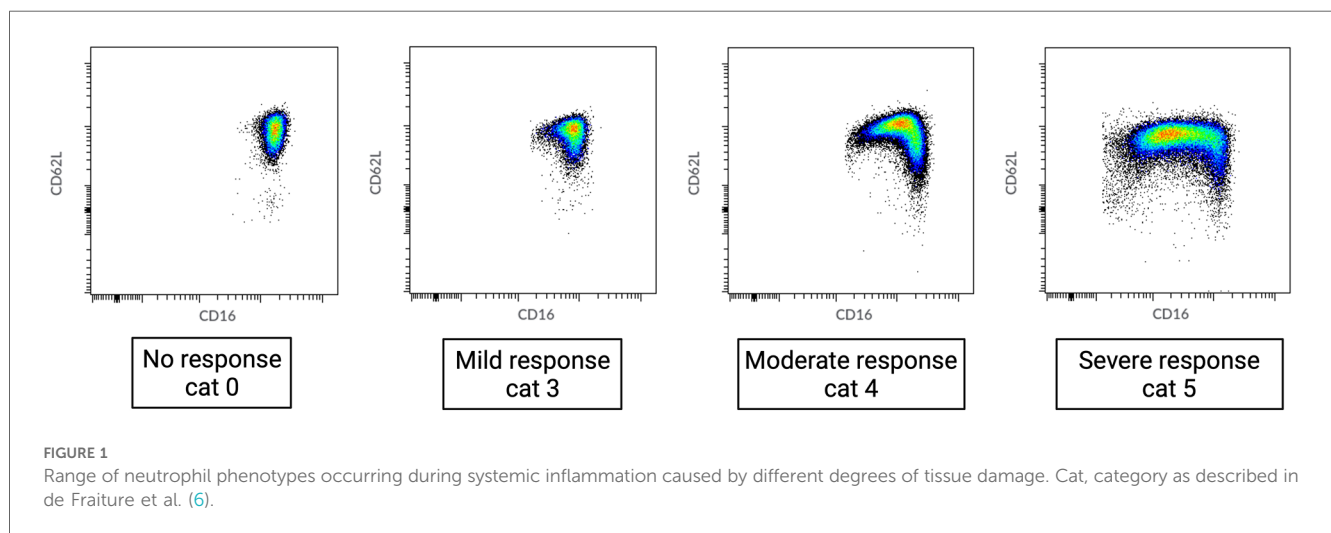 CD62L
CD16
No response
cat 0
CD62L
CD16
Mild response
cat 3
CD62L
CD16
Moderate response
cat 4
CD62L
CD16
Severe response
cat 5
FIGURE 1
Range of neutrophil phenotypes occurring during systemic inflammation caused by different degrees of tissue damage. Cat, category as described in
de Fraiture et al. (6).